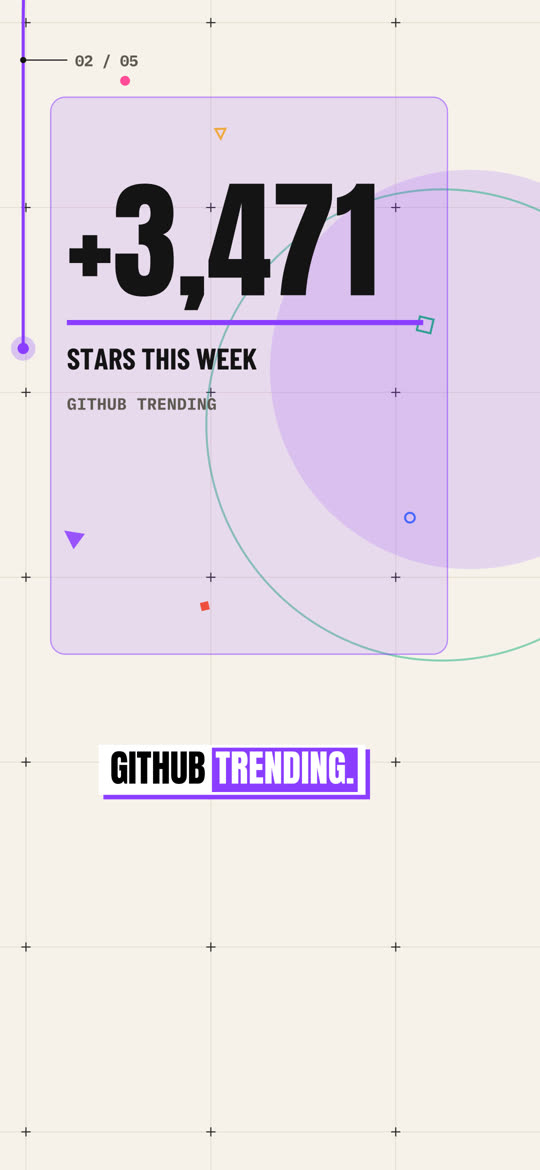 02 / 05
+3,471
STARS THIS WEEK
GITHUB TRENDING
GITHUB TRENDING.